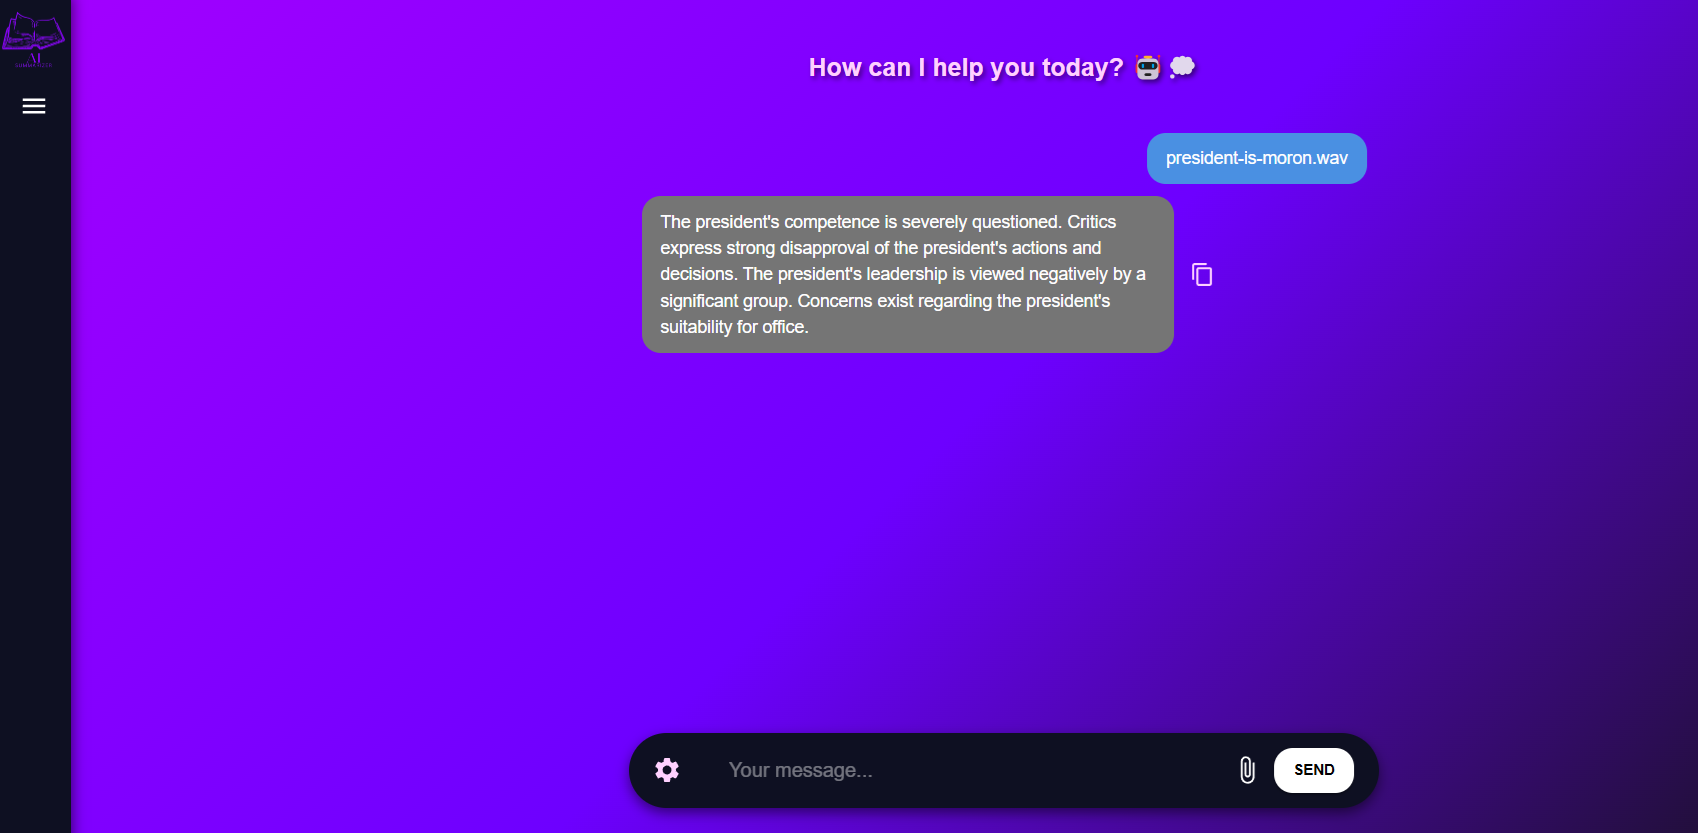 How can I help you today? 🤖💭
president-is-moron.wav
The president's competence is severely questioned. Critics
express strong disapproval of the president's actions and
decisions. The president's leadership is viewed negatively by a
significant group. Concerns exist regarding the president's
suitability for office.
Your message...
SEND